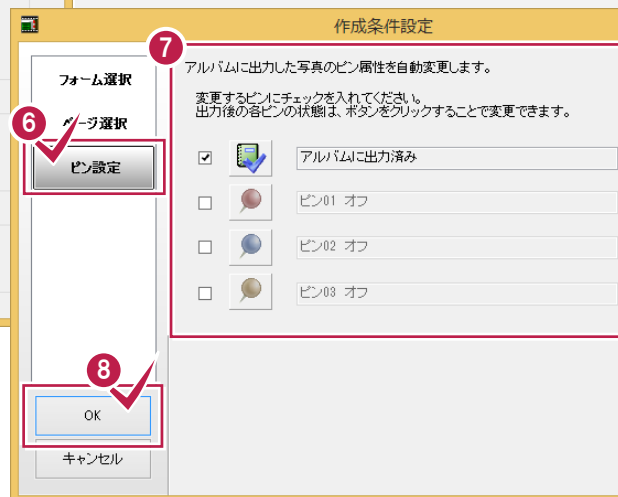 作成条件設定
7
フォーム選択
ページ選択
6
ピン設定
アルバムに出力した写真のピン属性を自動変更します。
変更するピンにチェックを入れてください。
出力後の各ピンの状態は、ボタンをクリックすることで変更できます。
アルバムに出力済み
ピン01 オフ
ピン02 オフ
ピン03 オフ
8
OK
キャンセル